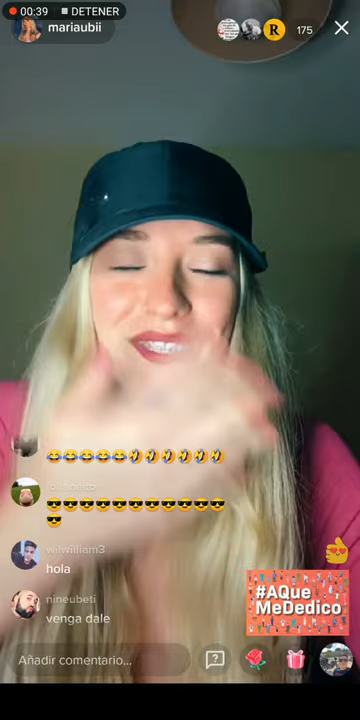 00:39 DETENER
mariaubii
R
175
😂😂😂😂😂🤣🤣🤣🤣🤣🤣
😎😎😎😎😎😎😎😎😎😎😎
😎
wilwilliam3
hola
nineubeti
venga dale
#AQue
MeDedico
Añadir comentario...